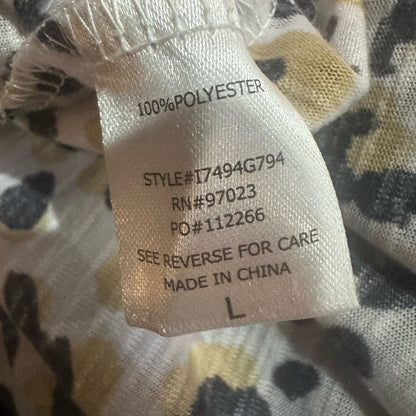 100%POLYESTER
STYLE#I7494G794
RN#97023
PO#112266
SEE REVERSE FOR CARE
MADE IN CHINA
L